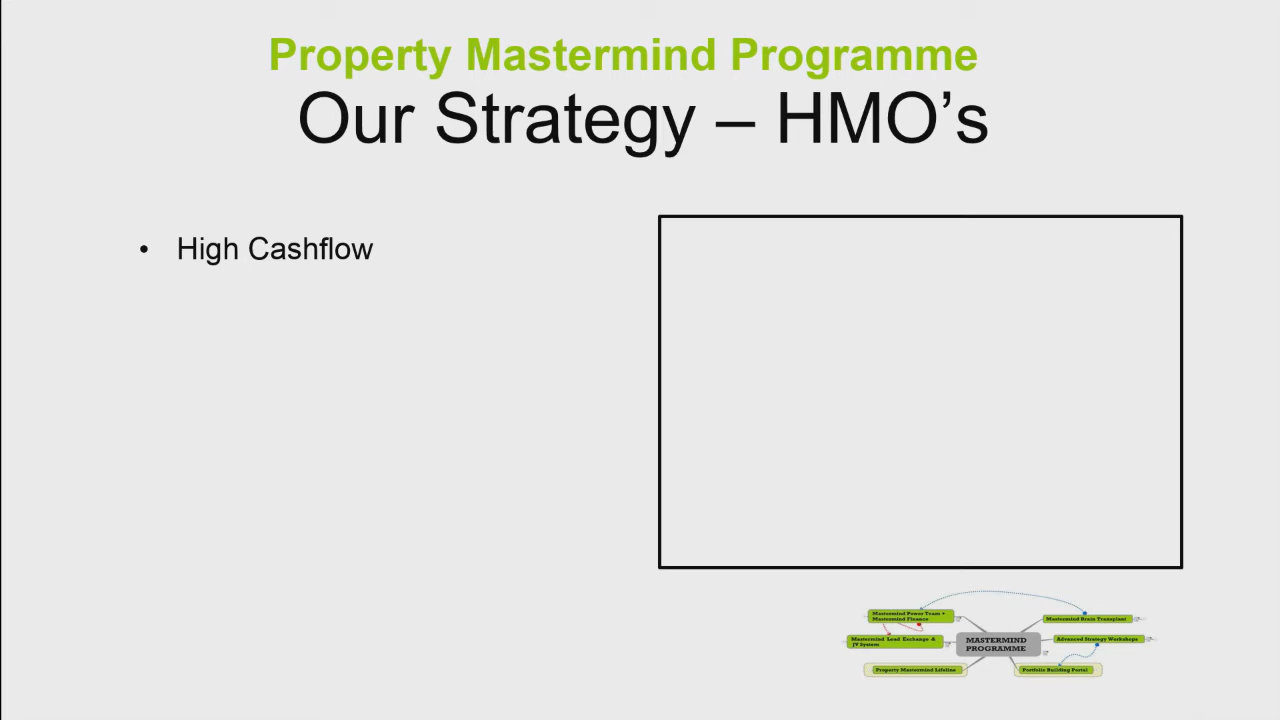 Property Mastermind Programme
Our Strategy – HMO’s
• High Cashflow
Mastermind Power Team +
Mastermind Finance
Mastermind Brain Transplant
Mastermind Lead Exchange &
JV System
MASTERMIND
PROGRAMME
Advanced Strategy Workshops
Property Mastermind Lifeline
Portfolio Building Portal